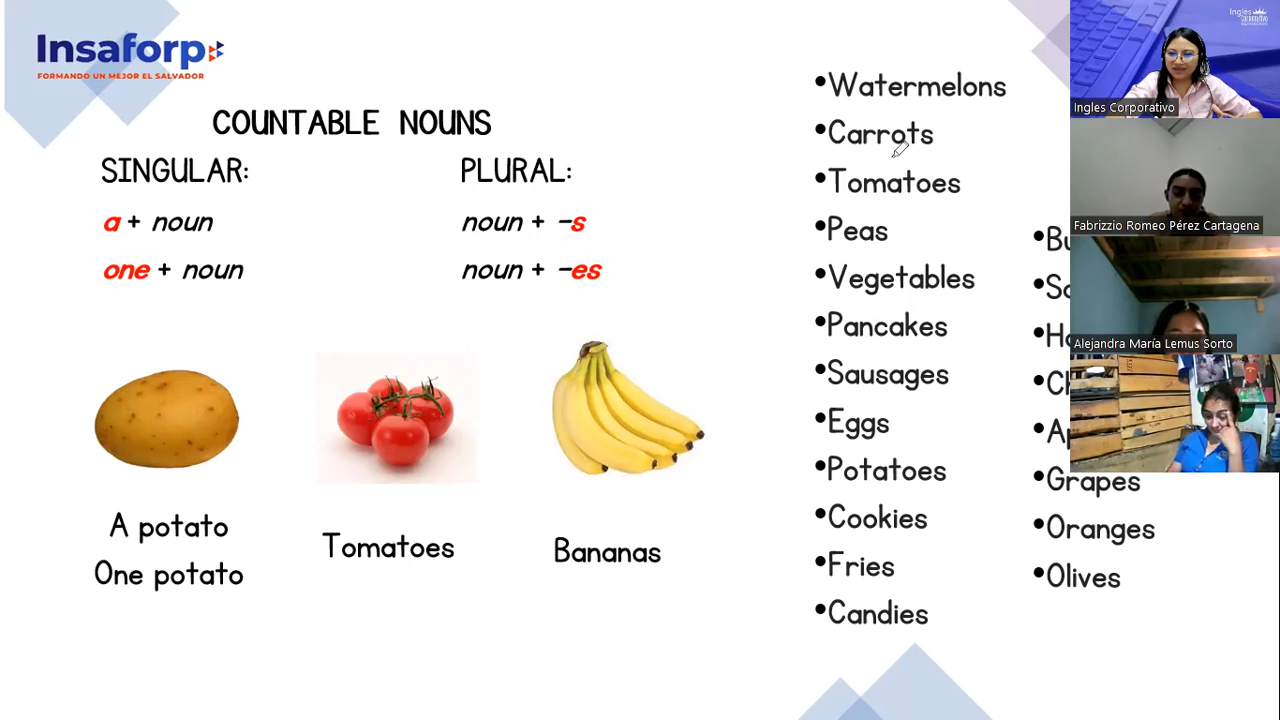 Insaforp
FORMANDO UN MEJOR EL SALVADOR
COUNTABLE NOUNS
SINGULAR:
a + noun
one + noun
PLURAL:
noun + -s
noun + -es
A potato
One potato
Tomatoes
Bananas
•Watermelons
•Carrots
•Tomatoes
•Peas
•Vegetables
•Pancakes
•Sausages
•Eggs
•Potatoes
•Cookies
•Fries
•Candies
•Grapes
•Oranges
•Olives
Ingles Corporativo
Fabrizzio Romeo Pérez Cartagena
Alejandra María Lemus Sorto